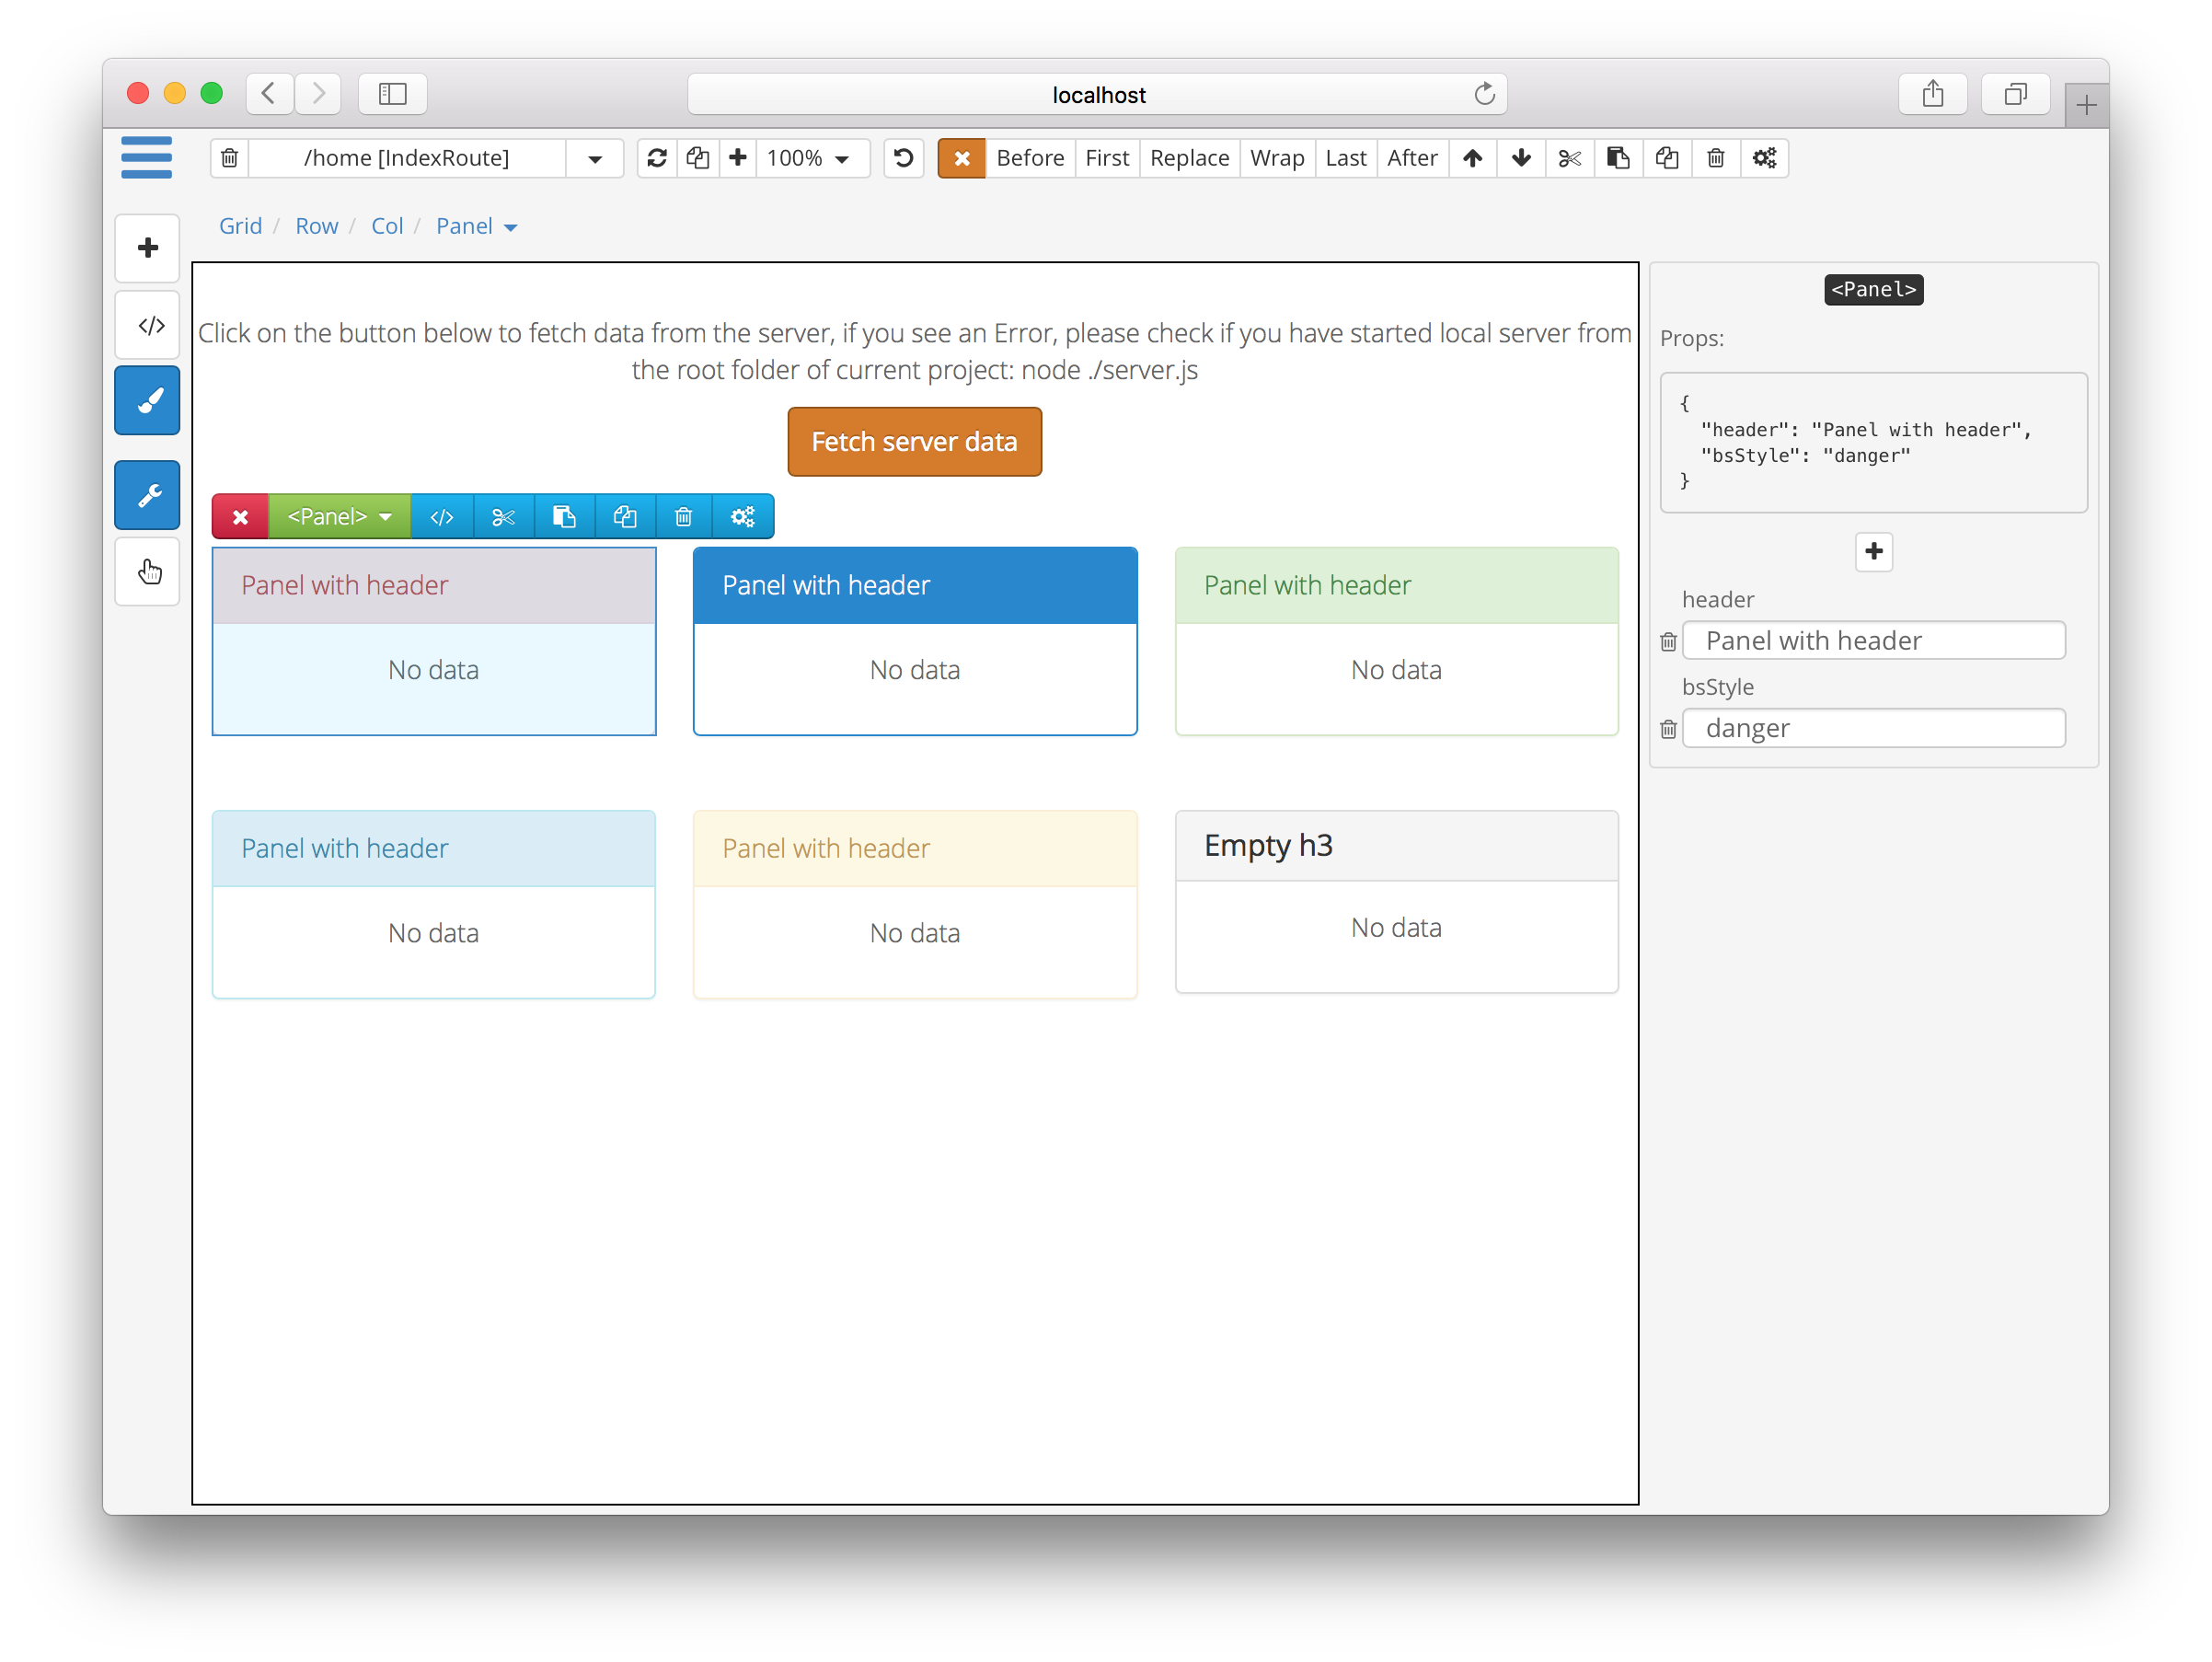 localhost
/home [IndexRoute]
100%
Before First Replace Wrap Last After
Grid / Row / Col / Panel
Click on the button below to fetch data from the server, if you see an Error, please check if you have started local server from
the root folder of current project: node ./server.js
Fetch server data
<Panel>
Panel with header
No data
Panel with header
No data
Panel with header
No data
Panel with header
No data
Panel with header
No data
Empty h3
No data
<Panel>
Props:
{
"header": "Panel with header",
"bsStyle": "danger"
}
header
Panel with header
bsStyle
danger